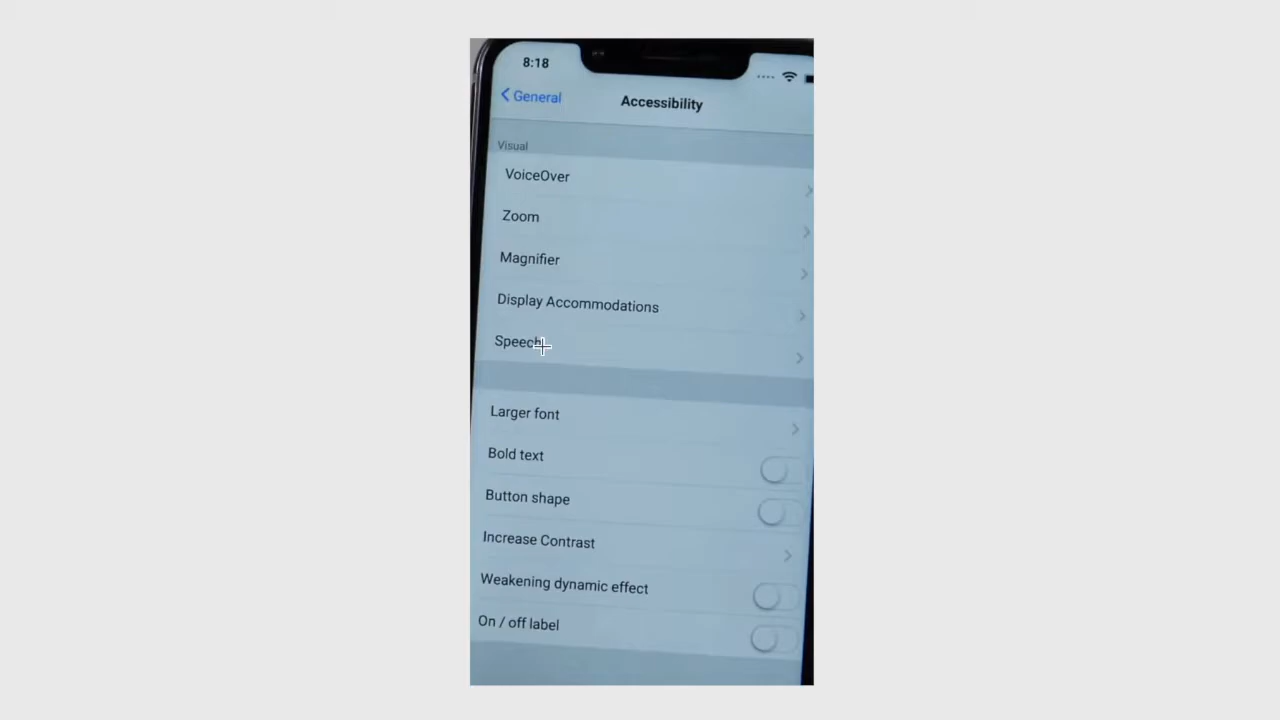 8:18
General
Accessibility
Visual
VoiceOver
Zoom
Magnifier
Display Accommodations
Speech
Larger font
Bold text
Button shape
Increase Contrast
Weakening dynamic effect
On / off label